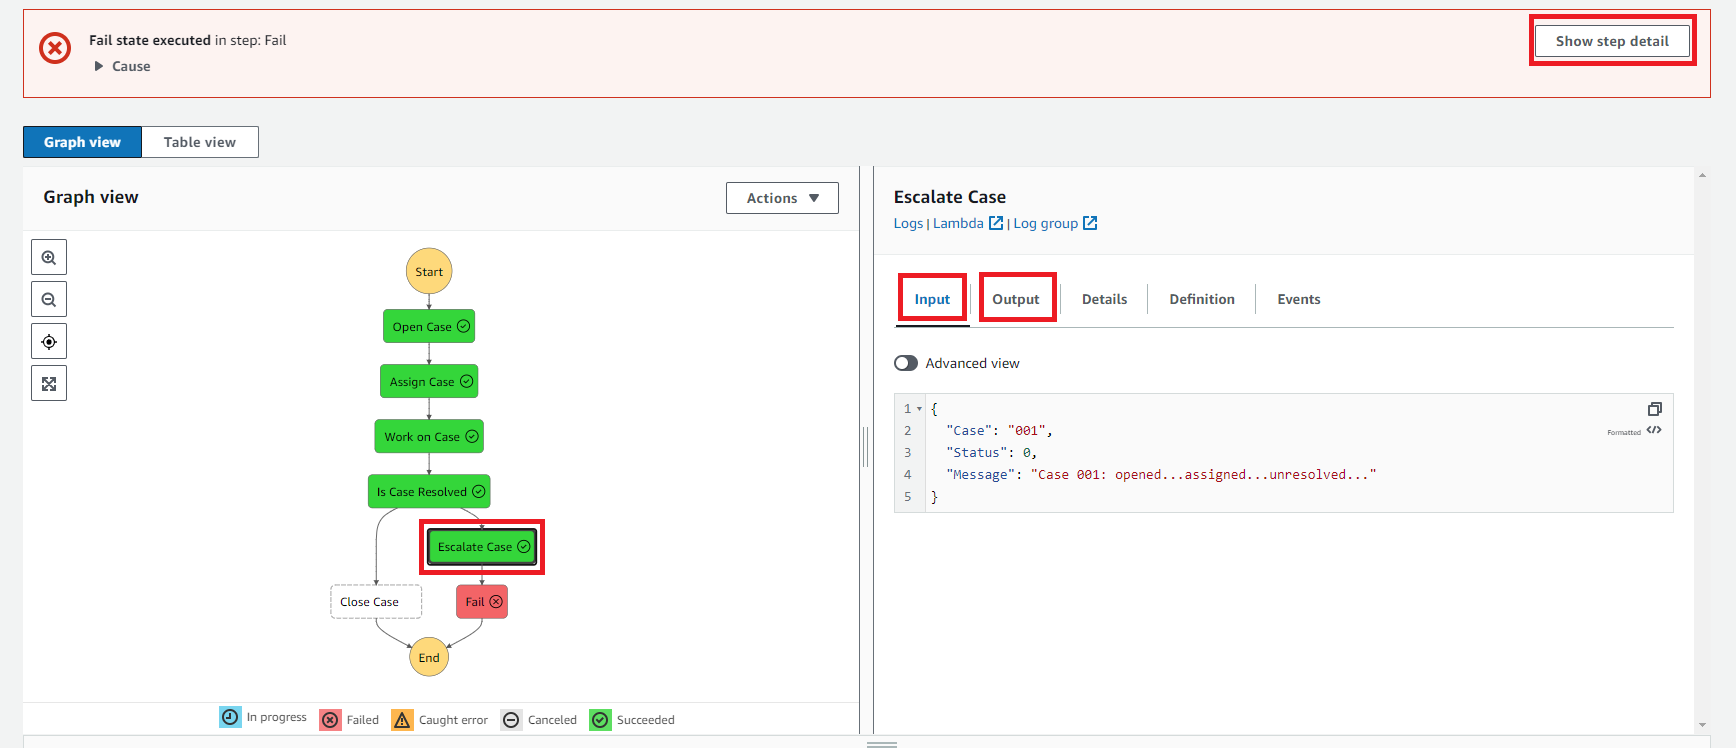 Fail state executed in step: Fail
Cause
Show step detail
Graph view
Table view
Graph view
Actions
Start
Open Case
Assign Case
Work on Case
Is Case Resolved
Escalate Case
Close Case
Fail
End
In progress
Failed
Caught error
Canceled
Succeeded
Escalate Case
Logs | Lambda | Log group
Input
Output
Details
Definition
Events
Advanced view
1 {
2 "Case": "001",
Formatted
3 "Status": 0,
4 "Message": "Case 001: opened...assigned...unresolved..."
5 }